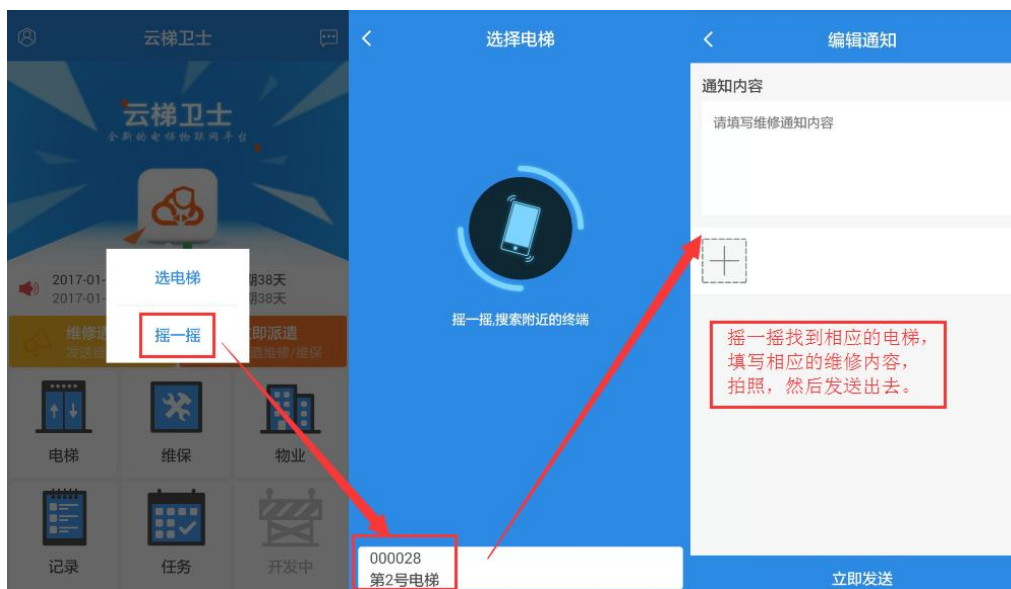 云梯卫士
云梯卫士
全新的电梯物联网平台
2017-01-
期38天
2017-01-
期38天
选电梯
摇一摇
维修通
立即派遣
发送给
派遣维修/维保
电梯
维保
物业
记录
任务
开发中
选择电梯
摇一摇,搜索附近的终端
000028
第2号电梯
编辑通知
通知内容
请填写维修通知内容
摇一摇找到相应的电梯，
填写相应的维修内容，
拍照，然后发送出去。
立即发送